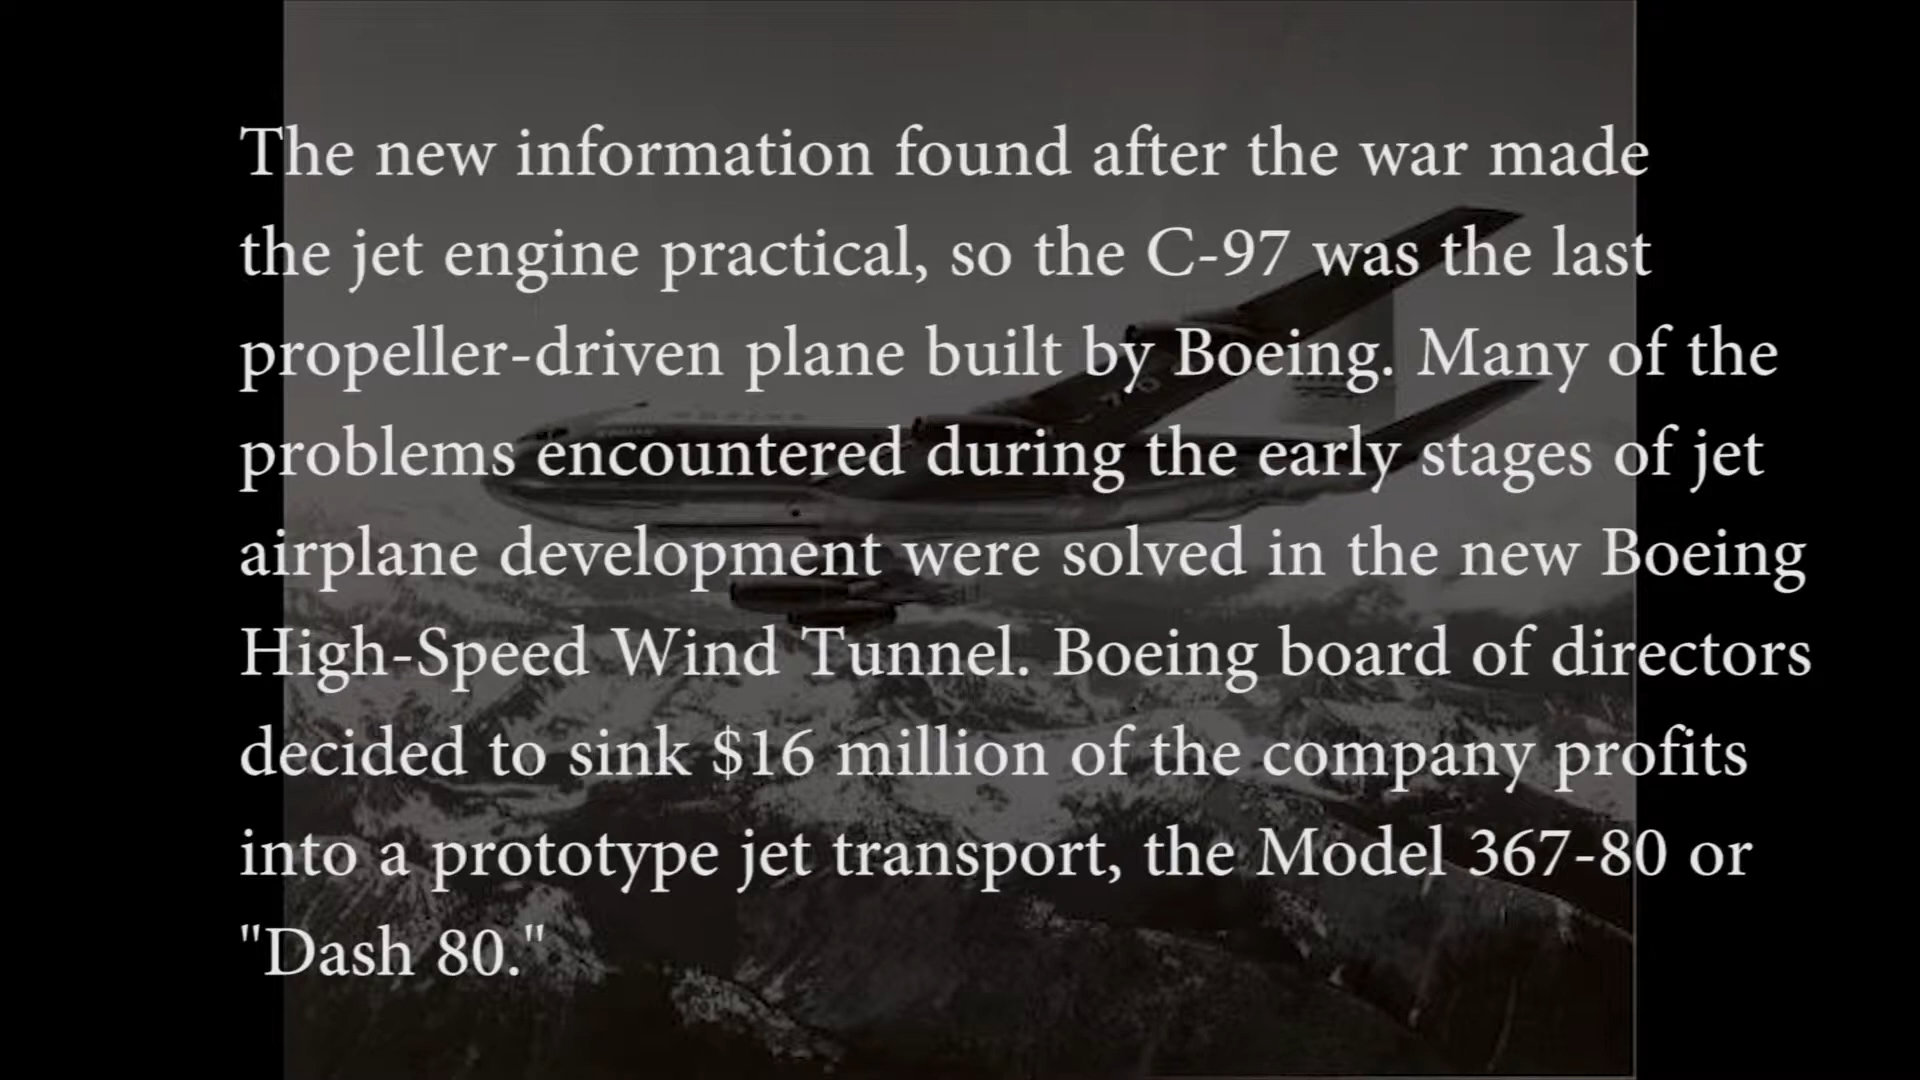 The new information found after the war made
the jet engine practical, so the C-97 was the last
propeller-driven plane built by Boeing. Many of the
problems encountered during the early stages of jet
airplane development were solved in the new Boeing
High-Speed Wind Tunnel. Boeing board of directors
decided to sink $16 million of the company profits
into a prototype jet transport, the Model 367-80 or
"Dash 80."